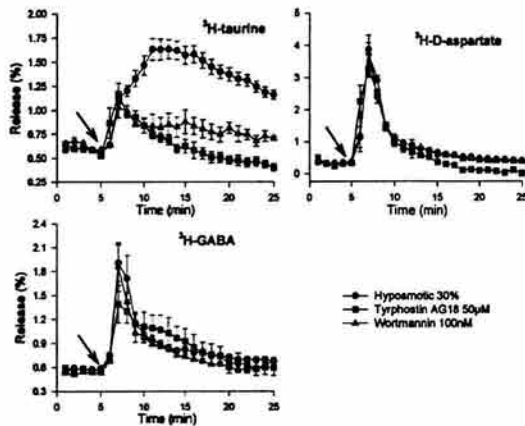 ³H-taurine
Release (%)
1.75
1.50
1.25
1.00
0.75
0.50
0.25
0 5 10 15 20 25
Time (min)
³H-D-aspartate
Release (%)
5
4
3
2
1
0
0 5 10 15 20 25
Time (min)
³H-GABA
Release (%)
2.4
2.1
1.8
1.5
1.2
0.9
0.6
0.3
0 5 10 15 20 25
Time (min)
Hyposmotic 30%
Tyrphostin AG18 50µM
Wortmannin 100nM